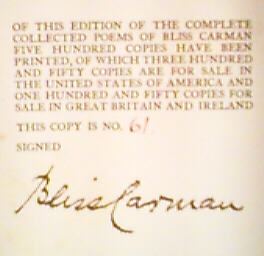 OF THIS EDITION OF THE COMPLETE
COLLECTED POEMS OF BLISS CARMAN
FIVE HUNDRED COPIES HAVE BEEN
PRINTED, OF WHICH THREE HUNDRED
AND FIFTY COPIES ARE FOR SALE IN
THE UNITED STATES OF AMERICA AND
ONE HUNDRED AND FIFTY COPIES FOR
SALE IN GREAT BRITAIN AND IRELAND
THIS COPY IS NO. 61
SIGNED
Bliss Carman